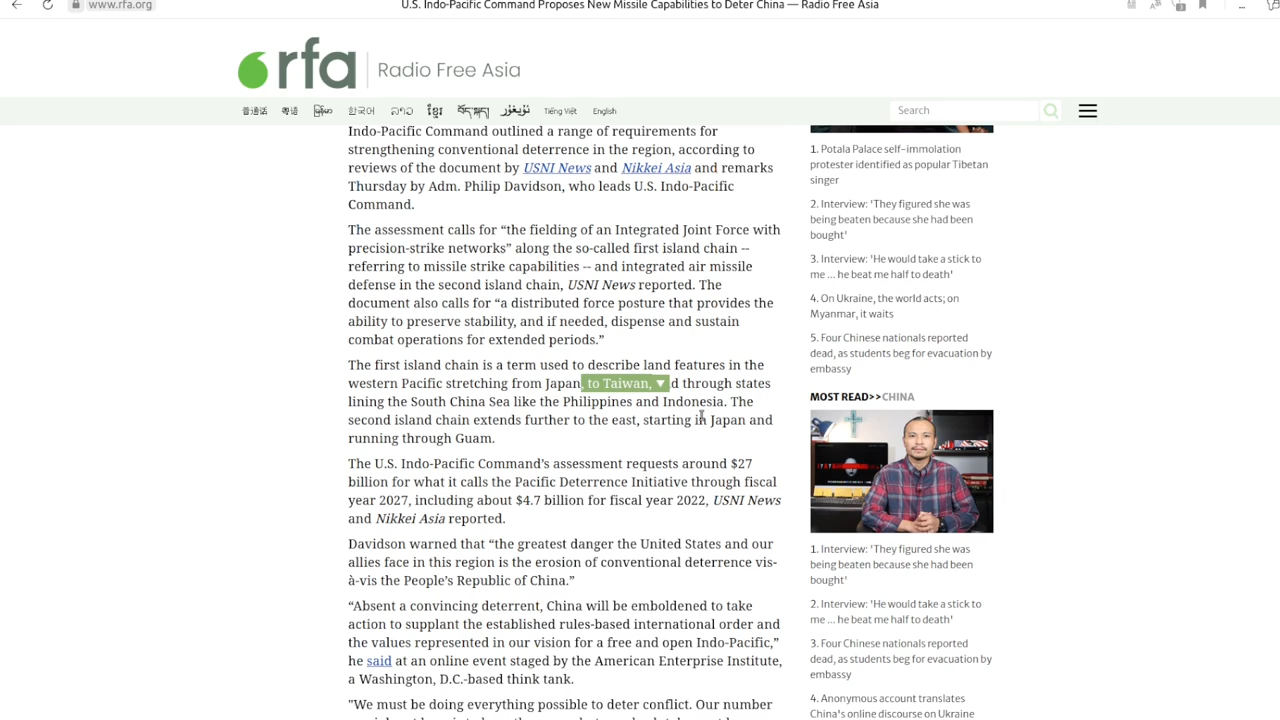 www.rfa.org
U.S. Indo-Pacific Command Proposes New Missile Capabilities to Deter China — Radio Free Asia
rfa
Radio Free Asia
普通话 粤语 မြန်မာ 한국어 ລາວ ខ្មែរ བོད་སྐད། ئۇيغۇر Tiếng Việt English
Search
Indo-Pacific Command outlined a range of requirements for
strengthening conventional deterrence in the region, according to
reviews of the document by USNI News and Nikkei Asia and remarks
Thursday by Adm. Philip Davidson, who leads U.S. Indo-Pacific
Command.
The assessment calls for “the fielding of an Integrated Joint Force with
precision-strike networks” along the so-called first island chain --
referring to missile strike capabilities -- and integrated air missile
defense in the second island chain, USNI News reported. The
document also calls for “a distributed force posture that provides the
ability to preserve stability, and if needed, dispense and sustain
combat operations for extended periods.”
The first island chain is a term used to describe land features in the
western Pacific stretching from Japan, to Taiwan, d through states
lining the South China Sea like the Philippines and Indonesia. The
second island chain extends further to the east, starting in Japan and
running through Guam.
The U.S. Indo-Pacific Command’s assessment requests around $27
billion for what it calls the Pacific Deterrence Initiative through fiscal
year 2027, including about $4.7 billion for fiscal year 2022, USNI News
and Nikkei Asia reported.
Davidson warned that “the greatest danger the United States and our
allies face in this region is the erosion of conventional deterrence vis-
à-vis the People’s Republic of China.”
“Absent a convincing deterrent, China will be emboldened to take
action to supplant the established rules-based international order and
the values represented in our vision for a free and open Indo-Pacific,”
he said at an online event staged by the American Enterprise Institute,
a Washington, D.C.-based think tank.
"We must be doing everything possible to deter conflict. Our number
1. Potala Palace self-immolation
protester identified as popular Tibetan
singer
2. Interview: 'They figured she was
being beaten because she had been
bought'
3. Interview: 'He would take a stick to
me ... he beat me half to death'
4. On Ukraine, the world acts; on
Myanmar, it waits
5. Four Chinese nationals reported
dead, as students beg for evacuation by
embassy
MOST READ>>CHINA
1. Interview: 'They figured she was
being beaten because she had been
bought'
2. Interview: 'He would take a stick to
me ... he beat me half to death'
3. Four Chinese nationals reported
dead, as students beg for evacuation by
embassy
4. Anonymous account translates
China's online discourse on Ukraine